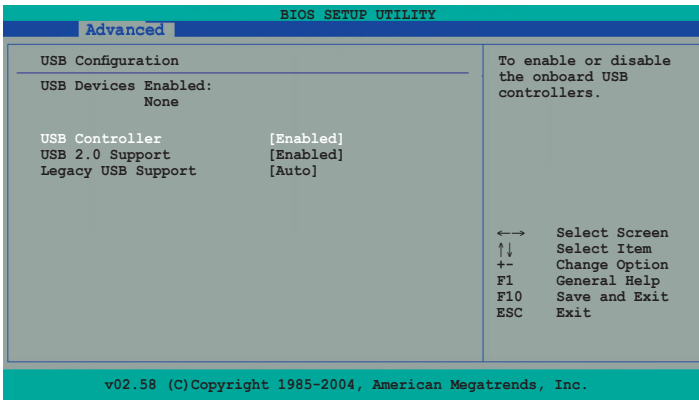 BIOS SETUP UTILITY
Advanced
USB Configuration
USB Devices Enabled:
None
USB Controller [Enabled]
USB 2.0 Support [Enabled]
Legacy USB Support [Auto]
To enable or disable
the onboard USB
controllers.
←→ Select Screen
↑↓ Select Item
+- Change Option
F1 General Help
F10 Save and Exit
ESC Exit
v02.58 (C)Copyright 1985-2004, American Megatrends, Inc.